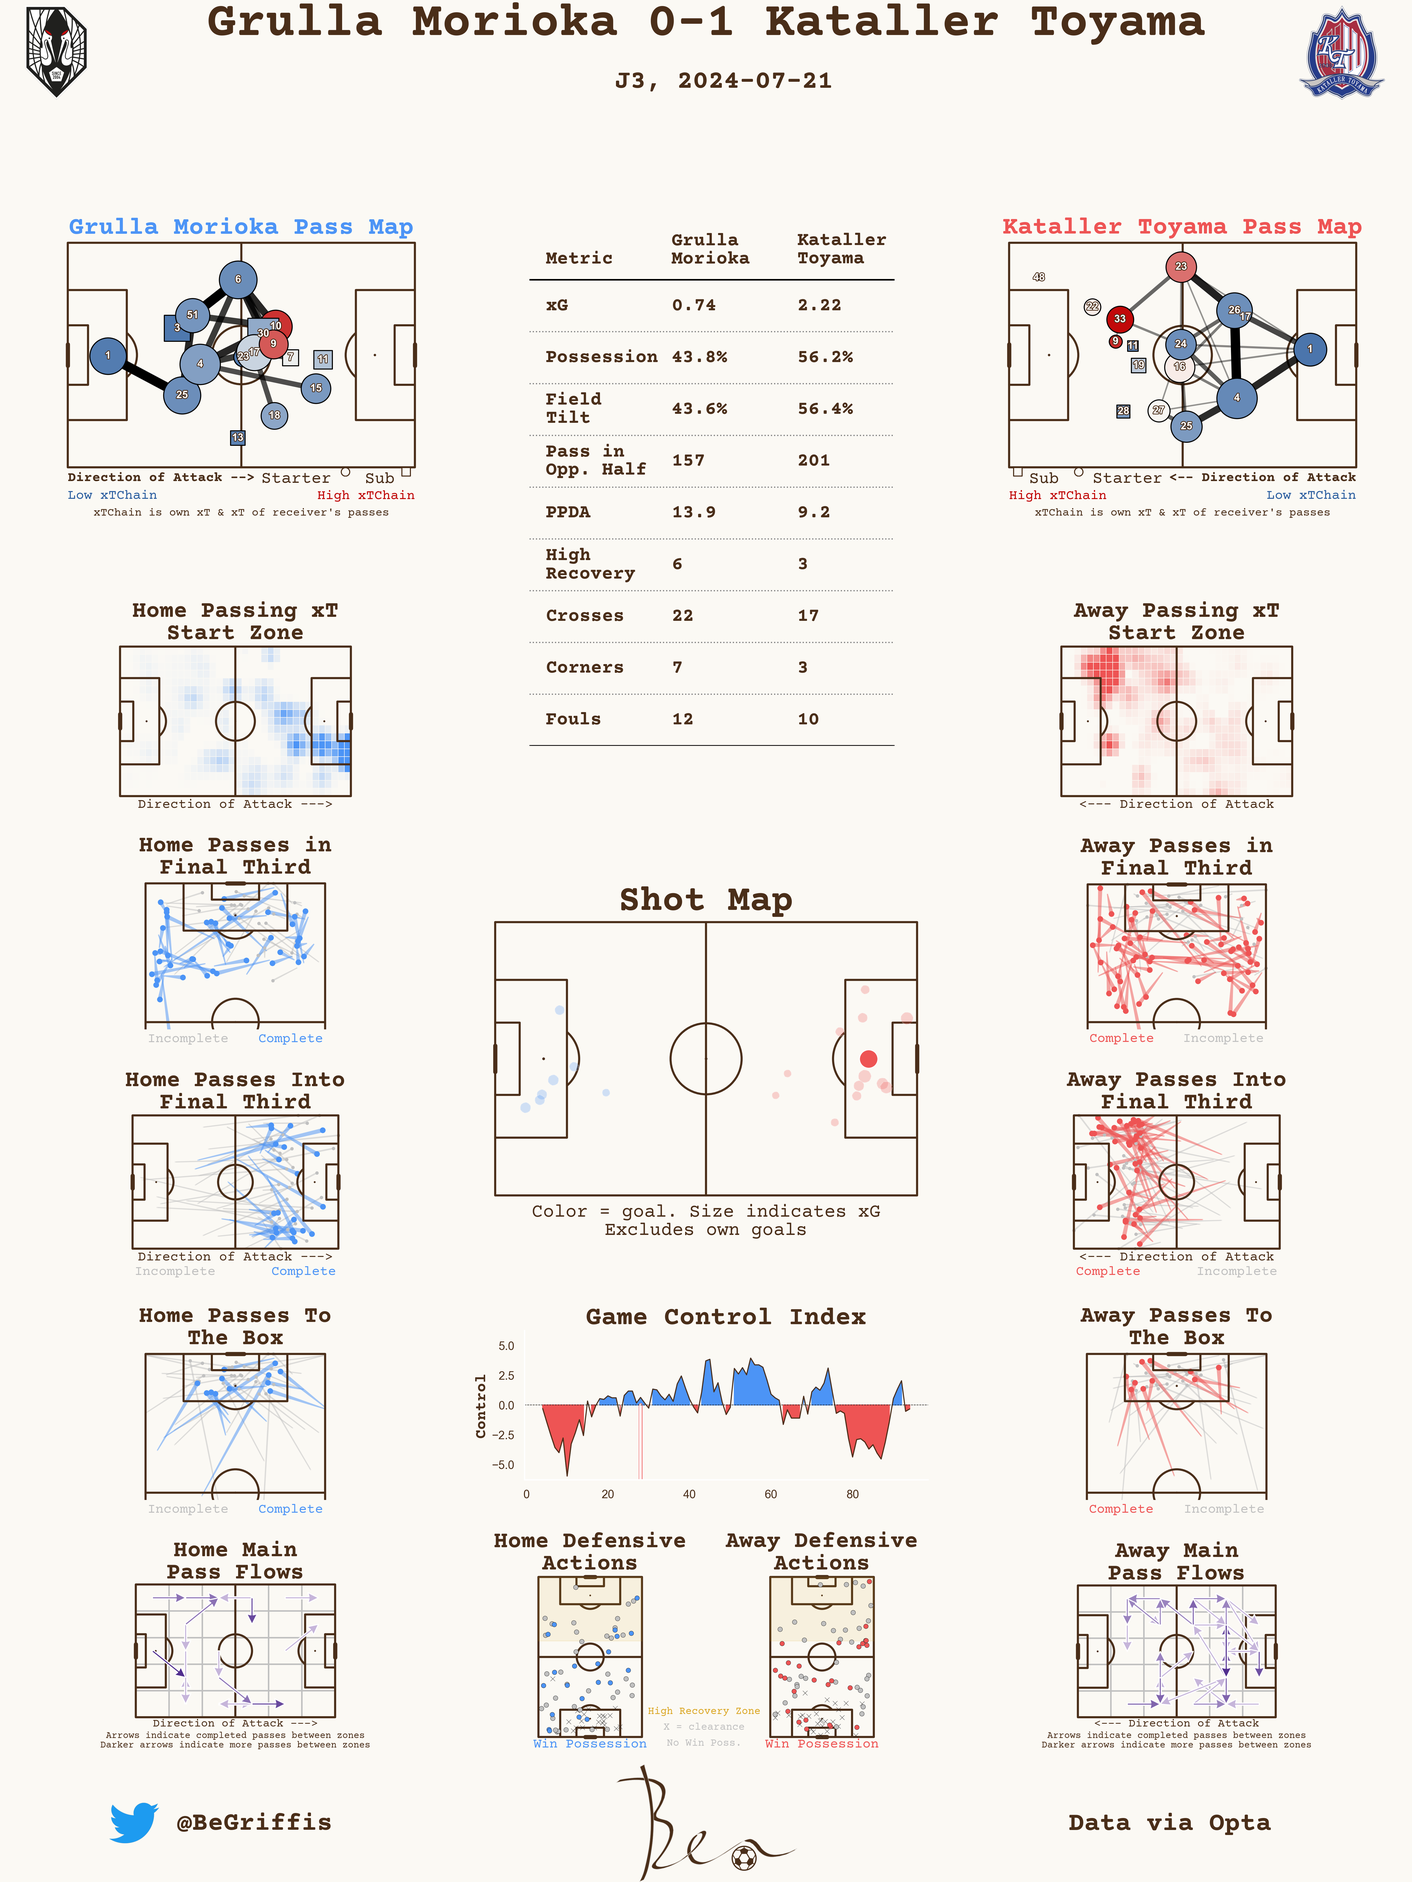 Grulla Morioka 0-1 Kataller Toyama
J3, 2024-07-21
SINCE
KATALLER TOYAMA
Grulla Morioka Pass Map
1
3
51
6
4
25
23
17
30
10
9
7
11
15
18
13
Direction of Attack --> Starter Sub
Low xTChain High xTChain
xTChain is own xT & xT of receiver's passes
Metric Grulla Morioka Kataller Toyama
xG 0.74 2.22
Possession 43.8% 56.2%
Field Tilt 43.6% 56.4%
Pass in Opp. Half 157 201
PPDA 13.9 9.2
High Recovery 6 3
Crosses 22 17
Corners 7 3
Fouls 12 10
Kataller Toyama Pass Map
48
23
22
33
9
11
19
24
16
26
17
1
28
27
25
4
Sub Starter <-- Direction of Attack
High xTChain Low xTChain
xTChain is own xT & xT of receiver's passes
Home Passing xT
Start Zone
Direction of Attack --->
Away Passing xT
Start Zone
<--- Direction of Attack
Home Passes in
Final Third
Incomplete Complete
Away Passes in
Final Third
Complete Incomplete
Shot Map
Color = goal. Size indicates xG
Excludes own goals
Home Passes Into
Final Third
Direction of Attack --->
Incomplete Complete
Away Passes Into
Final Third
<--- Direction of Attack
Complete Incomplete
Home Passes To
The Box
Incomplete Complete
Game Control Index
Control
5.0
2.5
0.0
−2.5
−5.0
0 20 40 60 80
Away Passes To
The Box
Complete Incomplete
Home Main
Pass Flows
Direction of Attack --->
Arrows indicate completed passes between zones
Darker arrows indicate more passes between zones
Home Defensive
Actions
Win Possession
High Recovery Zone
X = clearance
No Win Poss.
Away Defensive
Actions
Win Possession
Away Main
Pass Flows
<--- Direction of Attack
Arrows indicate completed passes between zones
Darker arrows indicate more passes between zones
@BeGriffis
Ben
Data via Opta